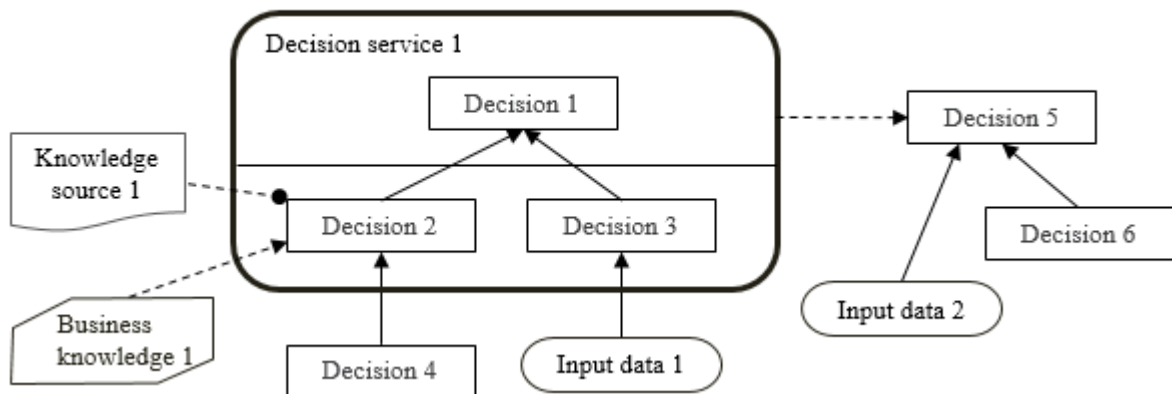 Decision service 1
Decision 1
Decision 5
Knowledge
source 1
Decision 2
Decision 3
Decision 6
Input data 2
Business
knowledge 1
Decision 4
Input data 1